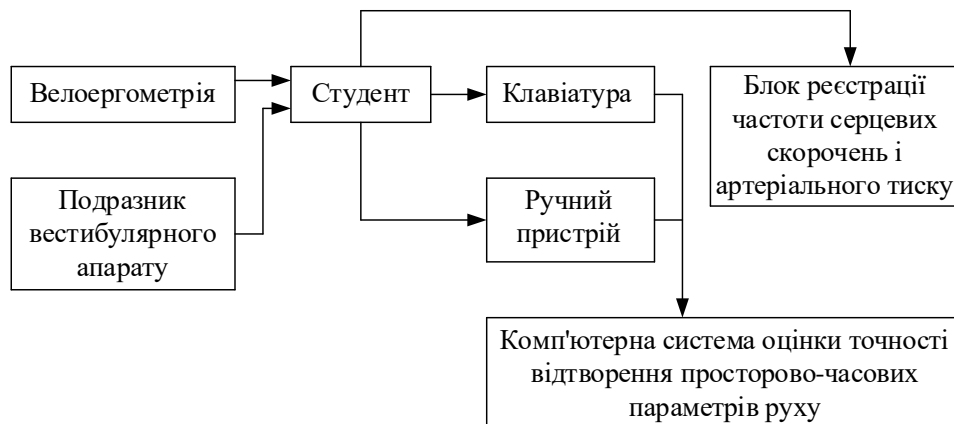 Велоергометрія
Студент
Клавіатура
Блок реєстрації
частоти серцевих
скорочень і
артеріального тиску
Подразник
вестибулярного
апарату
Ручний
пристрій
Комп'ютерна система оцінки точності
відтворення просторово-часових
параметрів руху